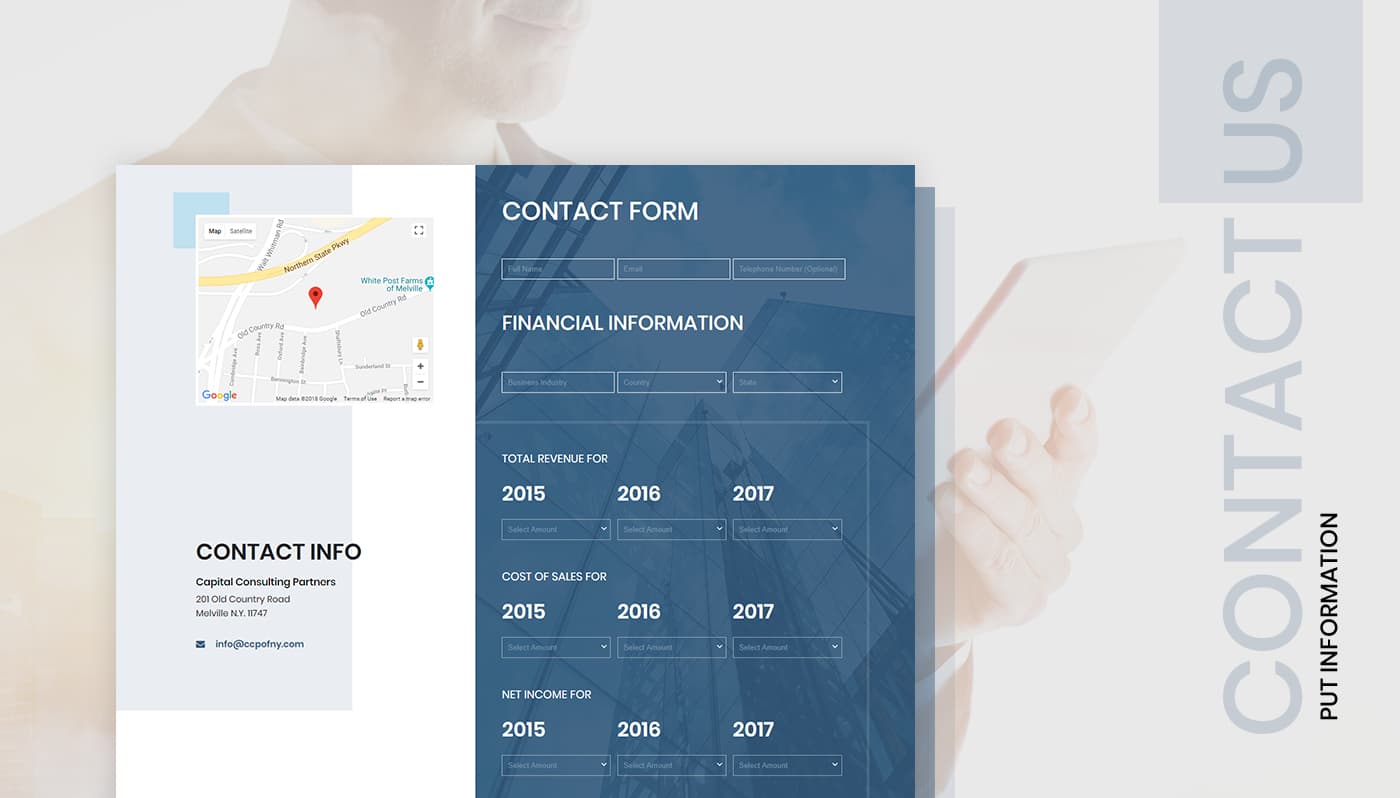 CONTACT US
PUT INFORMATION
Map Satellite
Walt Whitman Rd
Northern State Pkwy
White Post Farms
of Melville
Old Country Rd
Old Country Rd
Ross Ave
Oxford Ave
Bainbridge Ave
Shaftsbury Ln
Cambridge Ave
Sunderland St
Bennington St
Google
Map data ©2018 Google Terms of Use Report a map error
CONTACT INFO
Capital Consulting Partners
201 Old Country Road
Melville N.Y. 11747
info@ccpofny.com
CONTACT FORM
Full Name Email Telephone Number (Optional)
FINANCIAL INFORMATION
Business Industry Country State
TOTAL REVENUE FOR
2015 2016 2017
Select Amount Select Amount Select Amount
COST OF SALES FOR
2015 2016 2017
Select Amount Select Amount Select Amount
NET INCOME FOR
2015 2016 2017
Select Amount Select Amount Select Amount